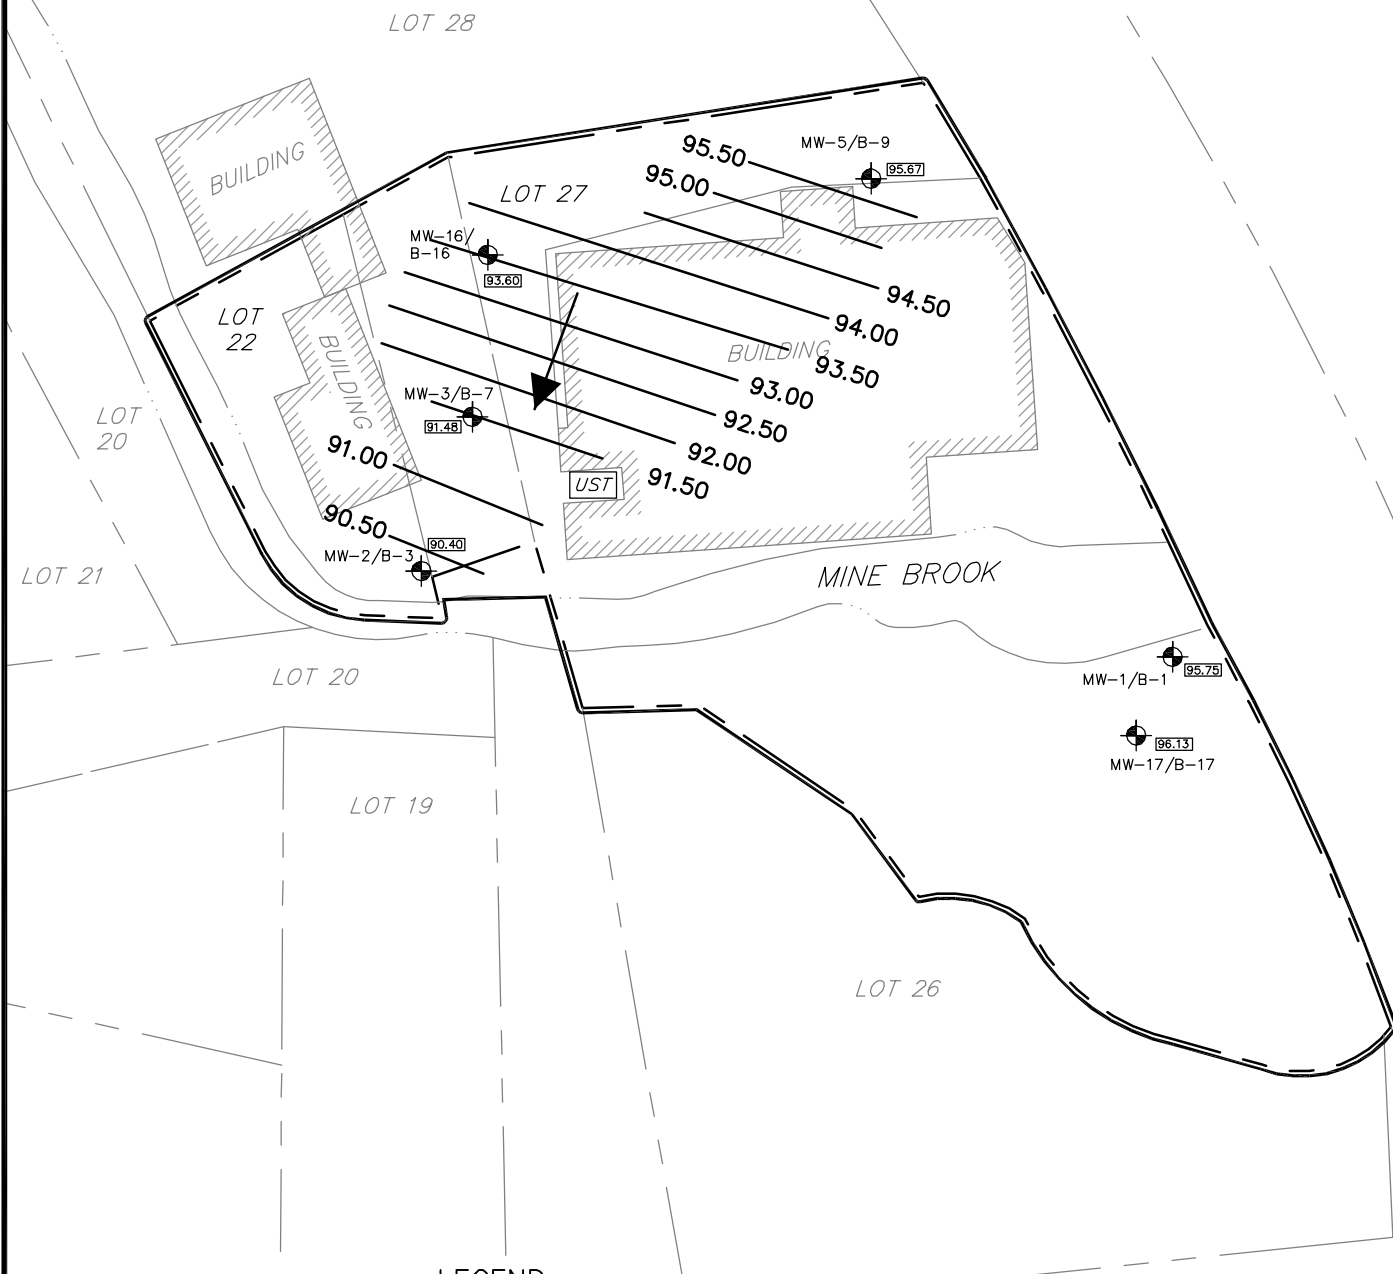 LOT 28
BUILDING
95.50
MW-5/B-9
95.67
95.00
LOT 27
MW-16/
B-16
93.60
94.50
LOT
22
94.00
BUILDING
93.50
BUILDING
93.00
MW-3/B-7
91.48
LOT
20
92.50
91.00
92.00
UST
91.50
90.50
90.40
MW-2/B-3
LOT 21
MINE BROOK
LOT 20
95.75
MW-1/B-1
96.13
MW-17/B-17
LOT 19
LOT 26
LEGEND